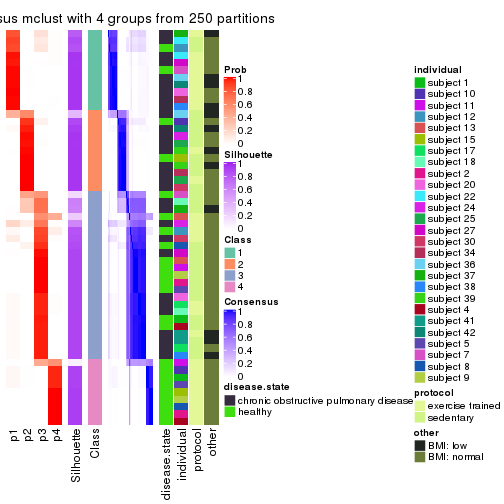 sus mclust with 4 groups from 250 partitions
Prob
1
0.8
0.6
0.4
0.2
0
Silhouette
1
0.8
0.6
0.4
0.2
0
Class
1
2
3
4
Consensus
1
0.8
0.6
0.4
0.2
0
disease.state
chronic obstructive pulmonary disease
healthy
individual
subject 1
subject 10
subject 11
subject 12
subject 13
subject 15
subject 17
subject 18
subject 2
subject 20
subject 22
subject 24
subject 25
subject 27
subject 30
subject 34
subject 36
subject 37
subject 38
subject 39
subject 4
subject 41
subject 42
subject 5
subject 7
subject 8
subject 9
protocol
exercise trained
sedentary
other
BMI: low
BMI: normal
p1
p2
p3
p4
Silhouette
Class
disease.state
individual
protocol
other